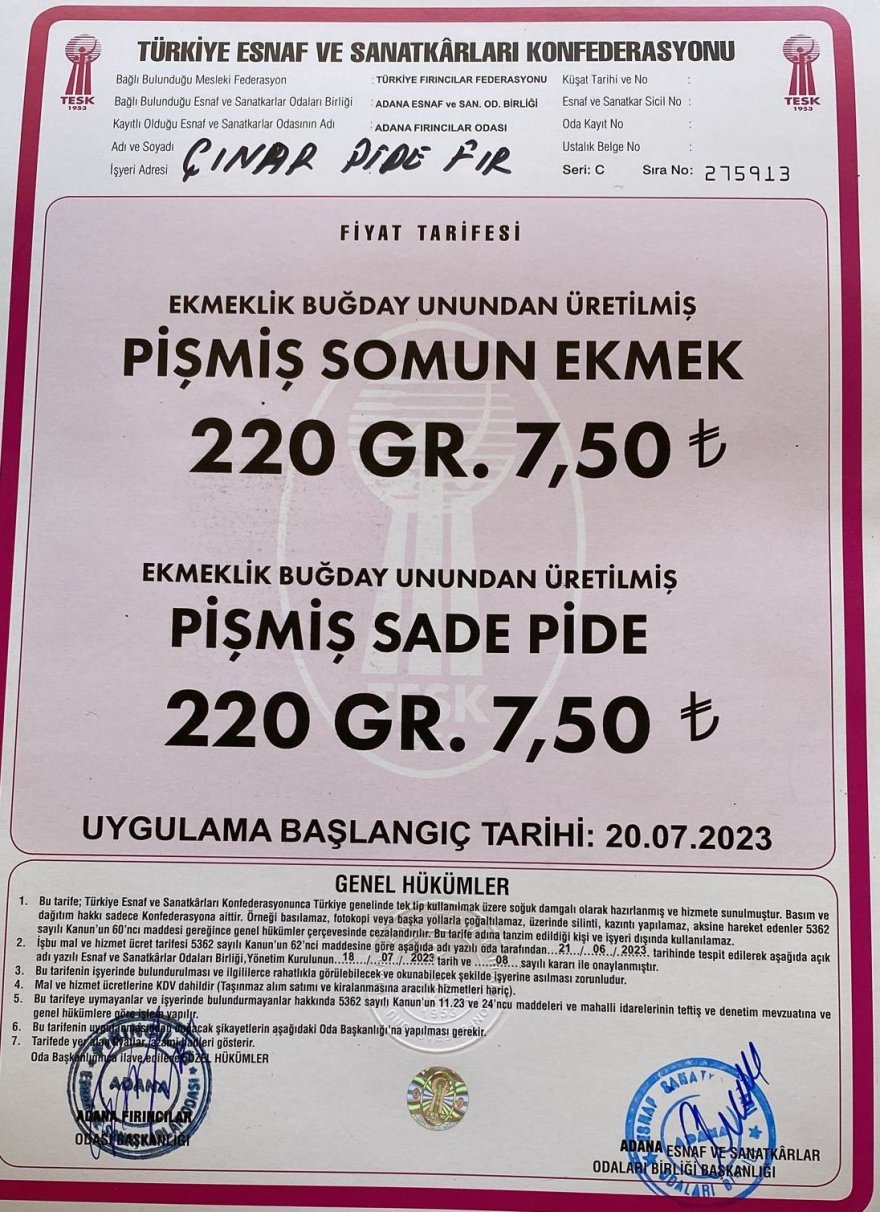 TÜRKİYE ESNAF VE SANATKÂRLARI KONFEDERASYONU
TESK
1953
TESK
1953
Bağlı Bulunduğu Mesleki Federasyon : TÜRKİYE FIRINCILAR FEDERASYONU Küşat Tarihi ve No :
Bağlı Bulunduğu Esnaf ve Sanatkarlar Odaları Birliği : ADANA ESNAF ve SAN. OD. BİRLİĞİ Esnaf ve Sanatkar Sicil No :
Kayıtlı Olduğu Esnaf ve Sanatkarlar Odasının Adı : ADANA FIRINCILAR ODASI Oda Kayıt No :
Adı ve Soyadı ÇINAR PİDE FIR Ustalık Belge No :
İşyeri Adresi Seri: C Sıra No: 275913
FİYAT TARİFESİ
EKMEKLİK BUĞDAY UNUNDAN ÜRETİLMİŞ
PİŞMİŞ SOMUN EKMEK
220 GR. 7,50 ₺
EKMEKLİK BUĞDAY UNUNDAN ÜRETİLMİŞ
PİŞMİŞ SADE PİDE
220 GR. 7,50 ₺
TESK
UYGULAMA BAŞLANGIÇ TARİHİ: 20.07.2023
GENEL HÜKÜMLER
1. Bu tarife; Türkiye Esnaf ve Sanatkârları Konfederasyonunca Türkiye genelinde tek tip kullanılmak üzere soğuk damgalı olarak hazırlanmış ve hizmete sunulmuştur. Basım ve
dağıtım hakkı sadece Konfederasyona aittir. Örneği basılamaz, fotokopi veya başka yollarla çoğaltılamaz, üzerinde silinti, kazıntı yapılamaz, aksine hareket edenler 5362
sayılı Kanun'un 60'ncı maddesi gereğince genel hükümler çerçevesinde cezalandırılır. Bu tarife adına tanzim edildiği kişi ve işyeri dışında kullanılamaz.
2. İşbu mal ve hizmet ücret tarifesi 5362 sayılı Kanun'un 62'nci maddesine göre aşağıda adı yazılı oda tarafından 21 / 06 / 2023 tarihinde tespit edilerek aşağıda açık
adı yazılı Esnaf ve Sanatkârlar Odaları Birliği,Yönetim Kurulunun 18 / 07 / 2023 tarih ve 08 sayılı kararı ile onaylanmıştır.
3. Bu tarifenin işyerinde bulundurulması ve ilgililerce rahatlıkla görülebilecek ve okunabilecek şekilde işyerine asılması zorunludur.
4. Mal ve hizmet ücretlerine KDV dahildir (Taşınmaz alım satımı ve kiralanmasına aracılık hizmetleri hariç).
5. Bu tarifeye uymayanlar ve işyerinde bulundurmayanlar hakkında 5362 sayılı Kanun'un 11.23 ve 24'ncu maddeleri ve mahalli idarelerinin teftiş ve denetim mevzuatına ve
genel hükümlere göre işlem yapılır.
6. Bu tarifenin uygulanmasından doğacak şikayetlerin aşağıdaki Oda Başkanlığı'na yapılması gerekir.
7. Tarifede yer alan fiyatlar azami hadleri gösterir.
Oda Başkanlığınca ilave edilecek ÖZEL HÜKÜMLER
ADANA
ADANA FIRINCILAR
ODASI BAŞKANLIĞI
ADANA
ADANA ESNAF VE SANATKÂRLAR
ODALARI BİRLİĞİ BAŞKANLIĞI